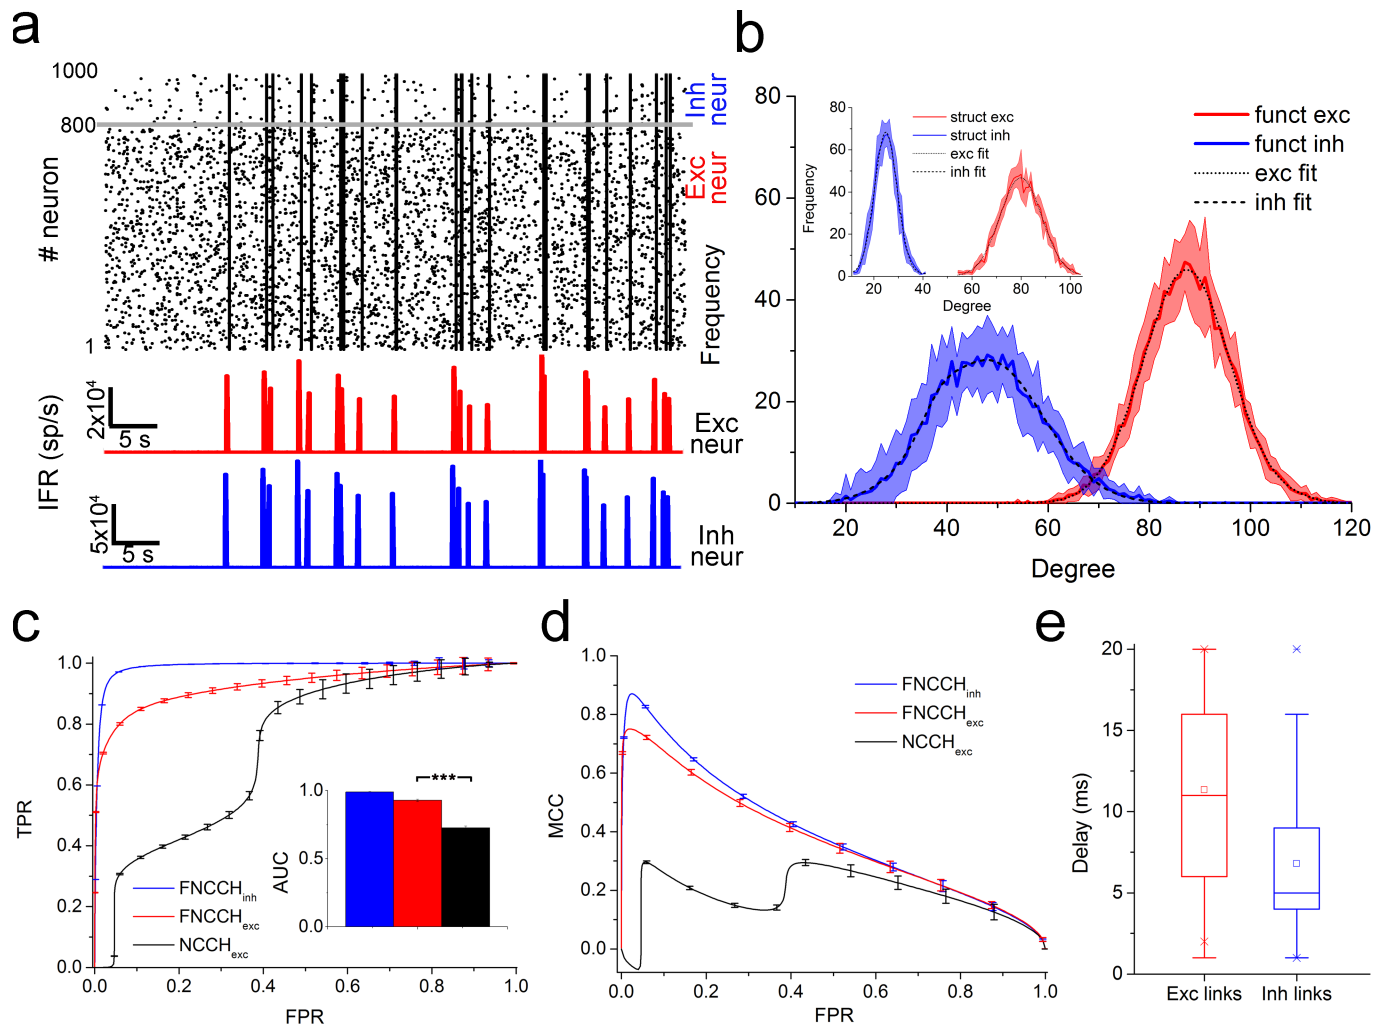 a
1000
800
1
# neuron
Inh
neur
Exc
neur
IFR (sp/s)
2x10⁴
5 s
Exc
neur
5x10⁴
5 s
Inh
neur
b
80
60
40
20
0
Frequency
20
40
60
80
100
120
Degree
funct exc
funct inh
exc fit
inh fit
80
60
40
20
0
Frequency
20
40
60
80
100
Degree
struct exc
struct inh
exc fit
inh fit
c
1.0
0.8
0.6
0.4
0.2
0.0
TPR
0.0
0.2
0.4
0.6
0.8
1.0
FPR
FNCCHinh
FNCCHexc
NCCHexc
1.0
0.5
0.0
AUC
***
d
1.0
0.8
0.6
0.4
0.2
0.0
MCC
0.0
0.2
0.4
0.6
0.8
1.0
FPR
FNCCHinh
FNCCHexc
NCCHexc
e
20
15
10
5
0
Delay (ms)
Exc links
Inh links